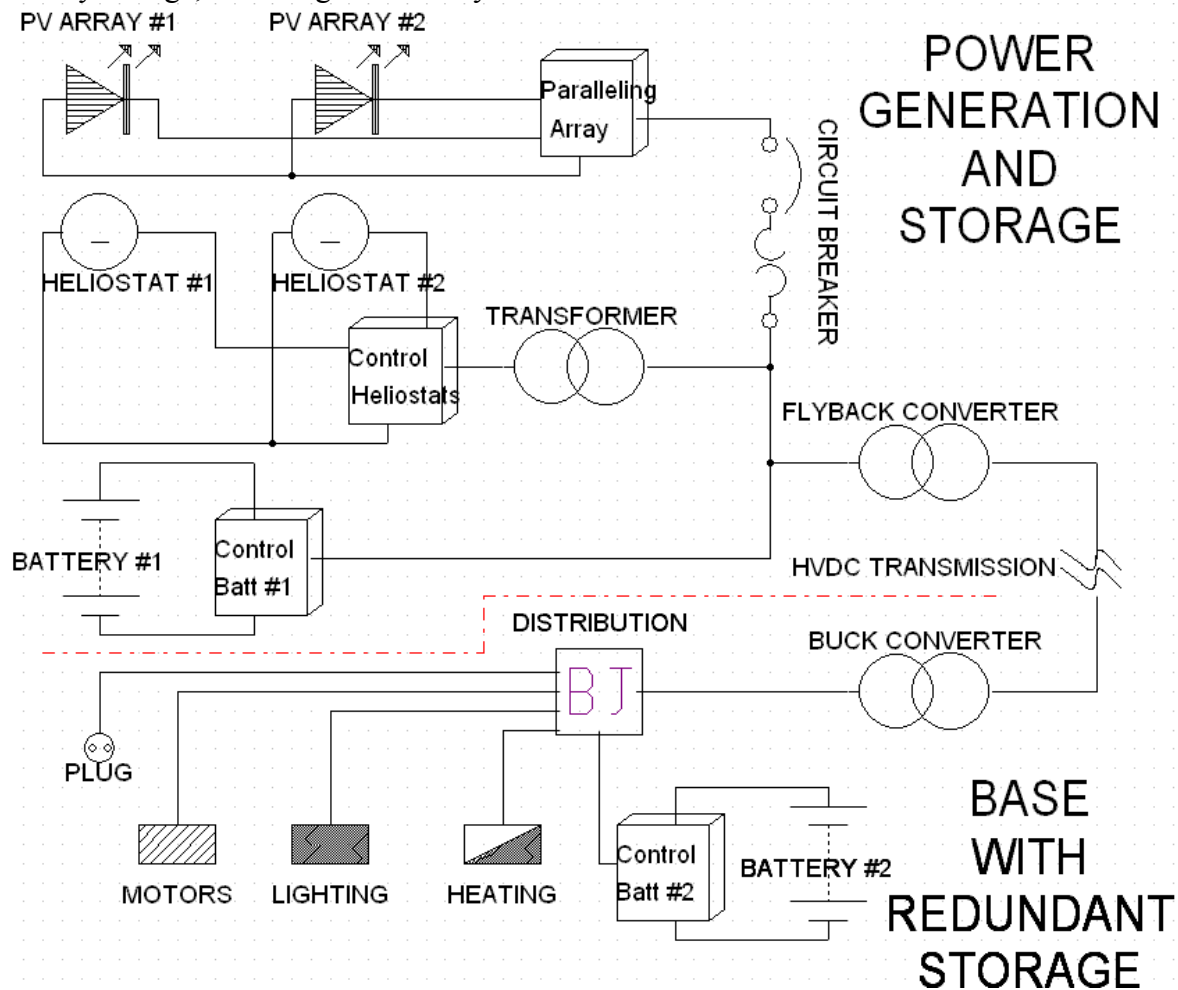 PV ARRAY #1
PV ARRAY #2
POWER
GENERATION
AND
STORAGE
Paralleling
Array
CIRCUIT BREAKER
HELIOSTAT #1
HELIOSTAT #2
TRANSFORMER
Control
Heliostats
FLYBACK CONVERTER
BATTERY #1
Control
Batt #1
HVDC TRANSMISSION
DISTRIBUTION
BUCK CONVERTER
BJ
PLUG
MOTORS
LIGHTING
HEATING
Control
Batt #2
BATTERY #2
BASE
WITH
REDUNDANT
STORAGE